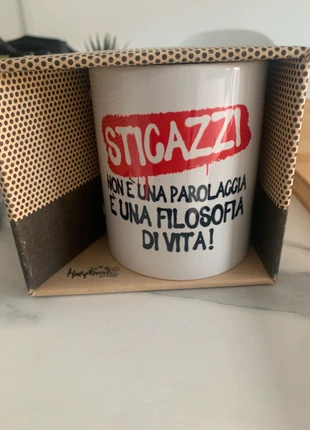 STICAZZI
NON È UNA PAROLACCIA
È UNA FILOSOFIA
DI VITA!